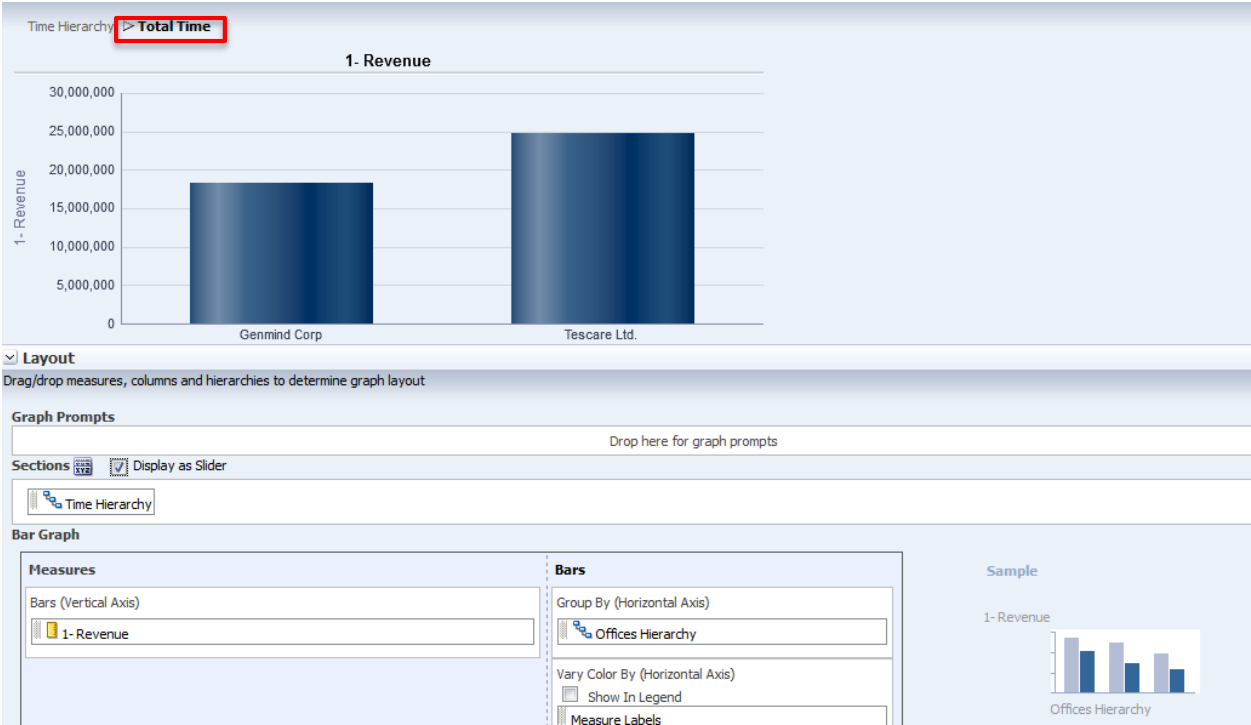 Time Hierarchy ▷ Total Time
1- Revenue
30,000,000
25,000,000
20,000,000
15,000,000
10,000,000
5,000,000
0
1- Revenue
Genmind Corp Tescare Ltd.
Layout
Drag/drop measures, columns and hierarchies to determine graph layout
Graph Prompts
Drop here for graph prompts
Sections XYZ Display as Slider
Time Hierarchy
Bar Graph
Measures Bars
Bars (Vertical Axis) Group By (Horizontal Axis)
1- Revenue Offices Hierarchy
Vary Color By (Horizontal Axis)
Show In Legend
Measure Labels
Sample
1- Revenue
Offices Hierarchy